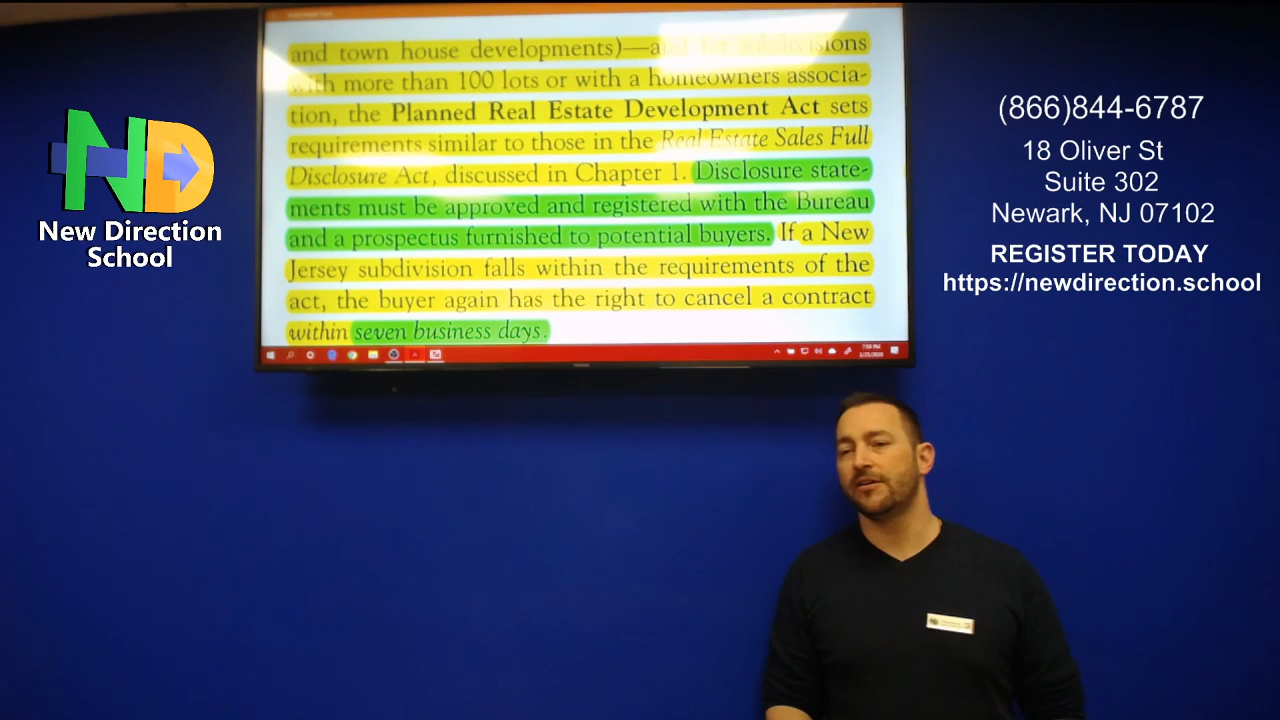 and town house developments)—and for subdivisions
with more than 100 lots or with a homeowners associa-
tion, the Planned Real Estate Development Act sets
requirements similar to those in the Real Estate Sales Full
Disclosure Act, discussed in Chapter 1. Disclosure state-
ments must be approved and registered with the Bureau
and a prospectus furnished to potential buyers. If a New
Jersey subdivision falls within the requirements of the
act, the buyer again has the right to cancel a contract
within seven business days.
ND
New Direction
School
(866)844-6787
18 Oliver St
Suite 302
Newark, NJ 07102
REGISTER TODAY
https://newdirection.school